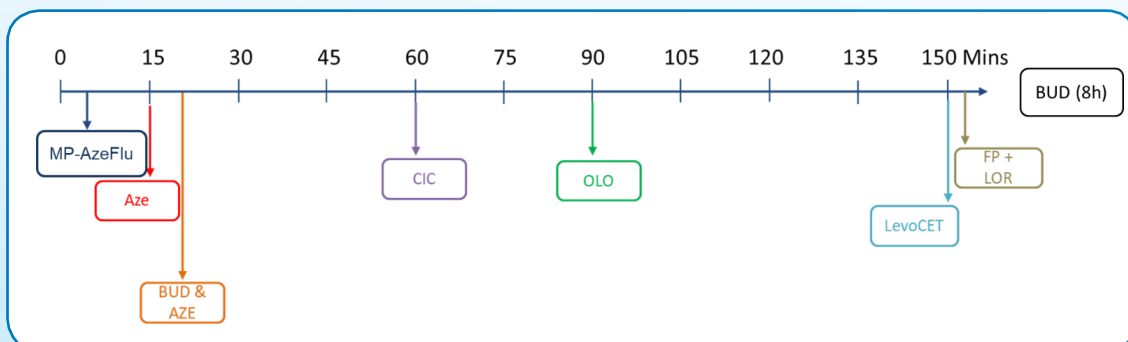 0 15 30 45 60 75 90 105 120 135 150 Mins
BUD (8h)
MP-AzeFlu
Aze
BUD &
AZE
CIC
OLO
LevoCET
FP +
LOR